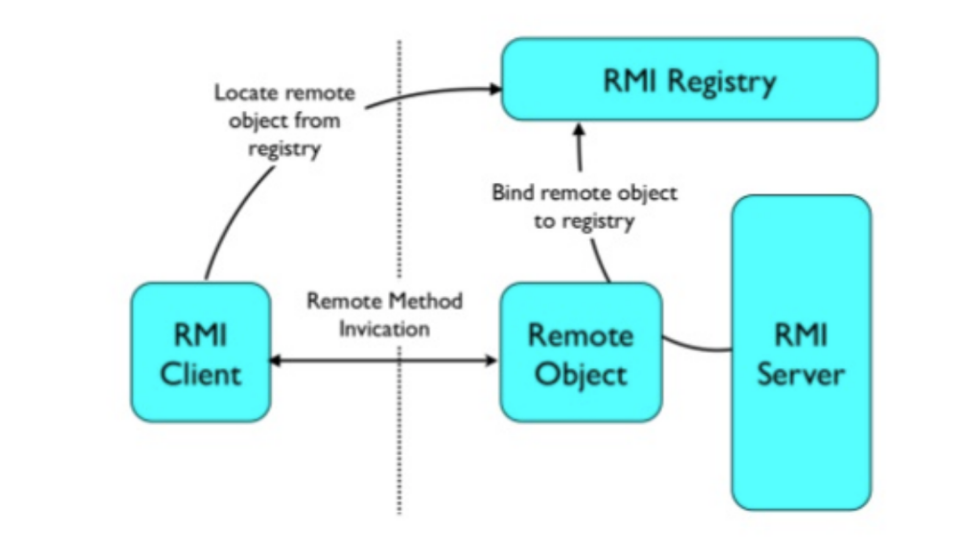 Locate remote
object from
registry
RMI Registry
Bind remote object
to registry
Remote Method
Invication
RMI
Client
Remote
Object
RMI
Server